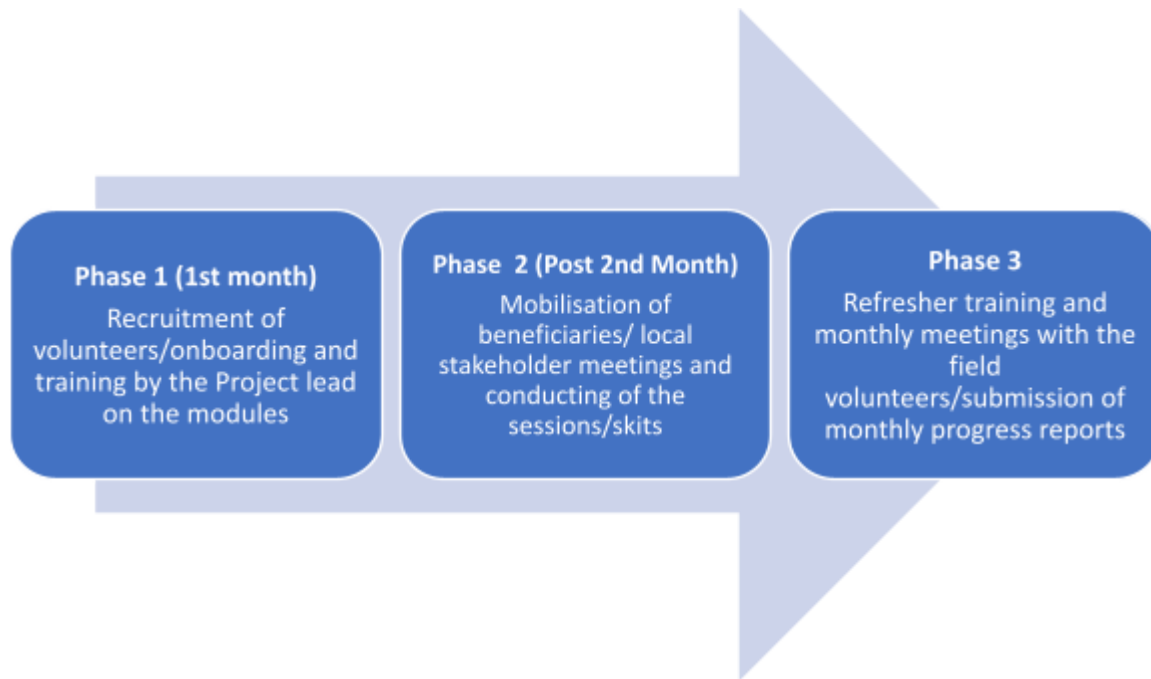 Phase 1 (1st month)
Recruitment of
volunteers/onboarding and
training by the Project lead
on the modules
Phase 2 (Post 2nd Month)
Mobilisation of
beneficiaries/ local
stakeholder meetings and
conducting of the
sessions/skits
Phase 3
Refresher training and
monthly meetings with the
field
volunteers/submission of
monthly progress reports